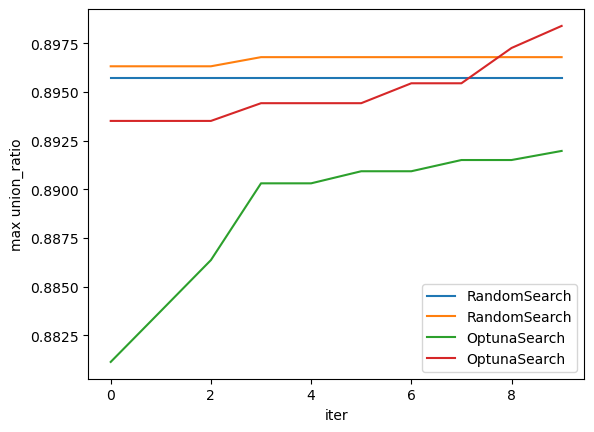 0.8975
0.8950
0.8925
0.8900
0.8875
0.8850
0.8825
max union_ratio
0 2 4 6 8
iter
RandomSearch
RandomSearch
OptunaSearch
OptunaSearch